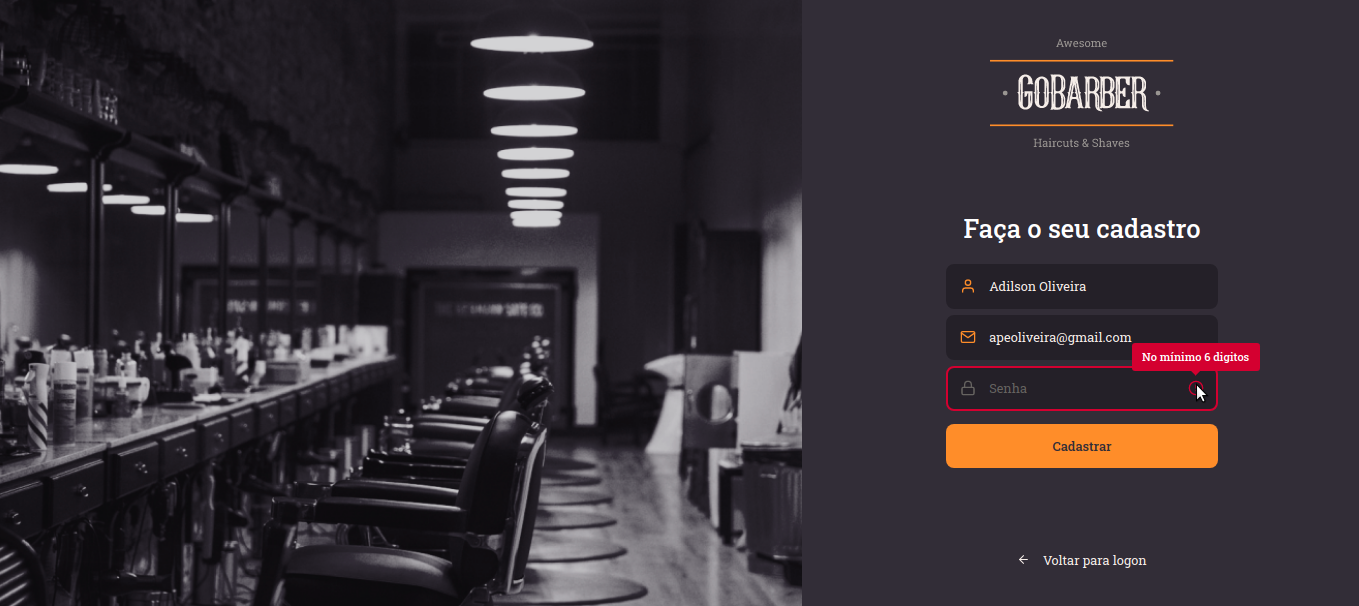 Awesome
GOBARBER
Haircuts & Shaves
Faça o seu cadastro
Adilson Oliveira
apeoliveira@gmail.com
No mínimo 6 digitos
Senha
Cadastrar
Voltar para logon